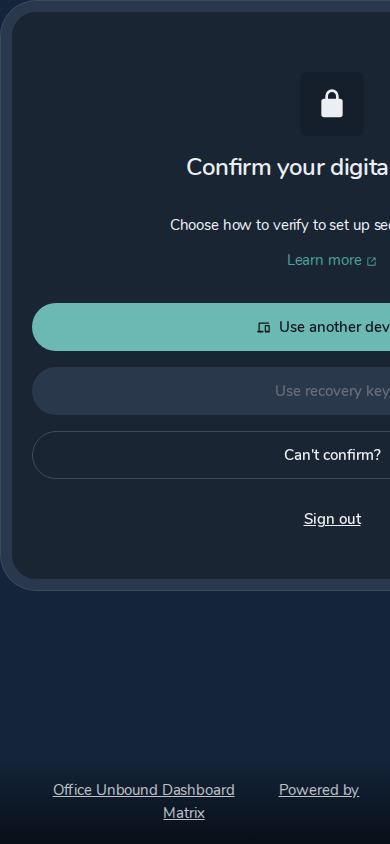 Confirm your digita
Choose how to verify to set up se
Learn more
Use another dev
Use recovery key
Can't confirm?
Sign out
Office Unbound Dashboard
Powered by
Matrix